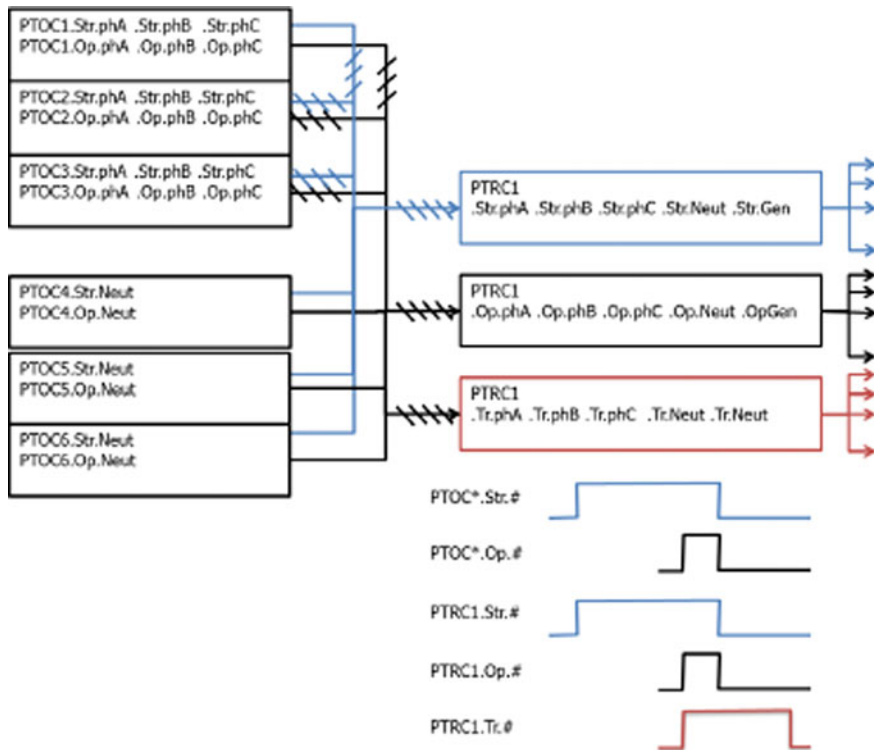 PTOC1.Str.phA .Str.phB .Str.phC
PTOC1.Op.phA .Op.phB .Op.phC
PTOC2.Str.phA .Str.phB .Str.phC
PTOC2.Op.phA .Op.phB .Op.phC
PTOC3.Str.phA .Str.phB .Str.phC
PTOC3.Op.phA .Op.phB .Op.phC
PTOC4.Str.Neut
PTOC4.Op.Neut
PTOC5.Str.Neut
PTOC5.Op.Neut
PTOC6.Str.Neut
PTOC6.Op.Neut
PTRC1
.Str.phA .Str.phB .Str.phC .Str.Neut .Str.Gen
PTRC1
.Op.phA .Op.phB .Op.phC .Op.Neut .OpGen
PTRC1
.Tr.phA .Tr.phB .Tr.phC .Tr.Neut .Tr.Neut
PTOC*.Str.#
PTOC*.Op.#
PTRC1.Str.#
PTRC1.Op.#
PTRC1.Tr.#